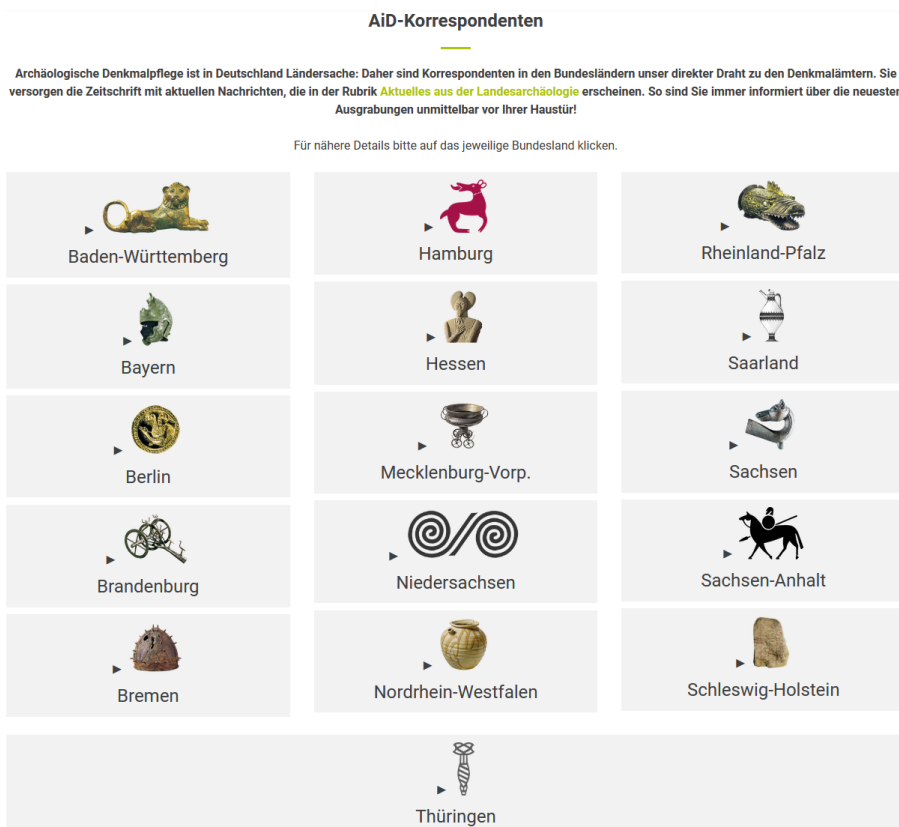 AiD-Korrespondenten
Archäologische Denkmalpflege ist in Deutschland Ländersache: Daher sind Korrespondenten in den Bundesländern unser direkter Draht zu den Denkmalämtern. Sie
versorgen die Zeitschrift mit aktuellen Nachrichten, die in der Rubrik Aktuelles aus der Landesarchäologie erscheinen. So sind Sie immer informiert über die neuesten
Ausgrabungen unmittelbar vor Ihrer Haustür!
Für nähere Details bitte auf das jeweilige Bundesland klicken.
Baden-Württemberg
Hamburg
Rheinland-Pfalz
Bayern
Hessen
Saarland
Berlin
Mecklenburg-Vorp.
Sachsen
Brandenburg
Niedersachsen
Sachsen-Anhalt
Bremen
Nordrhein-Westfalen
Schleswig-Holstein
Thüringen